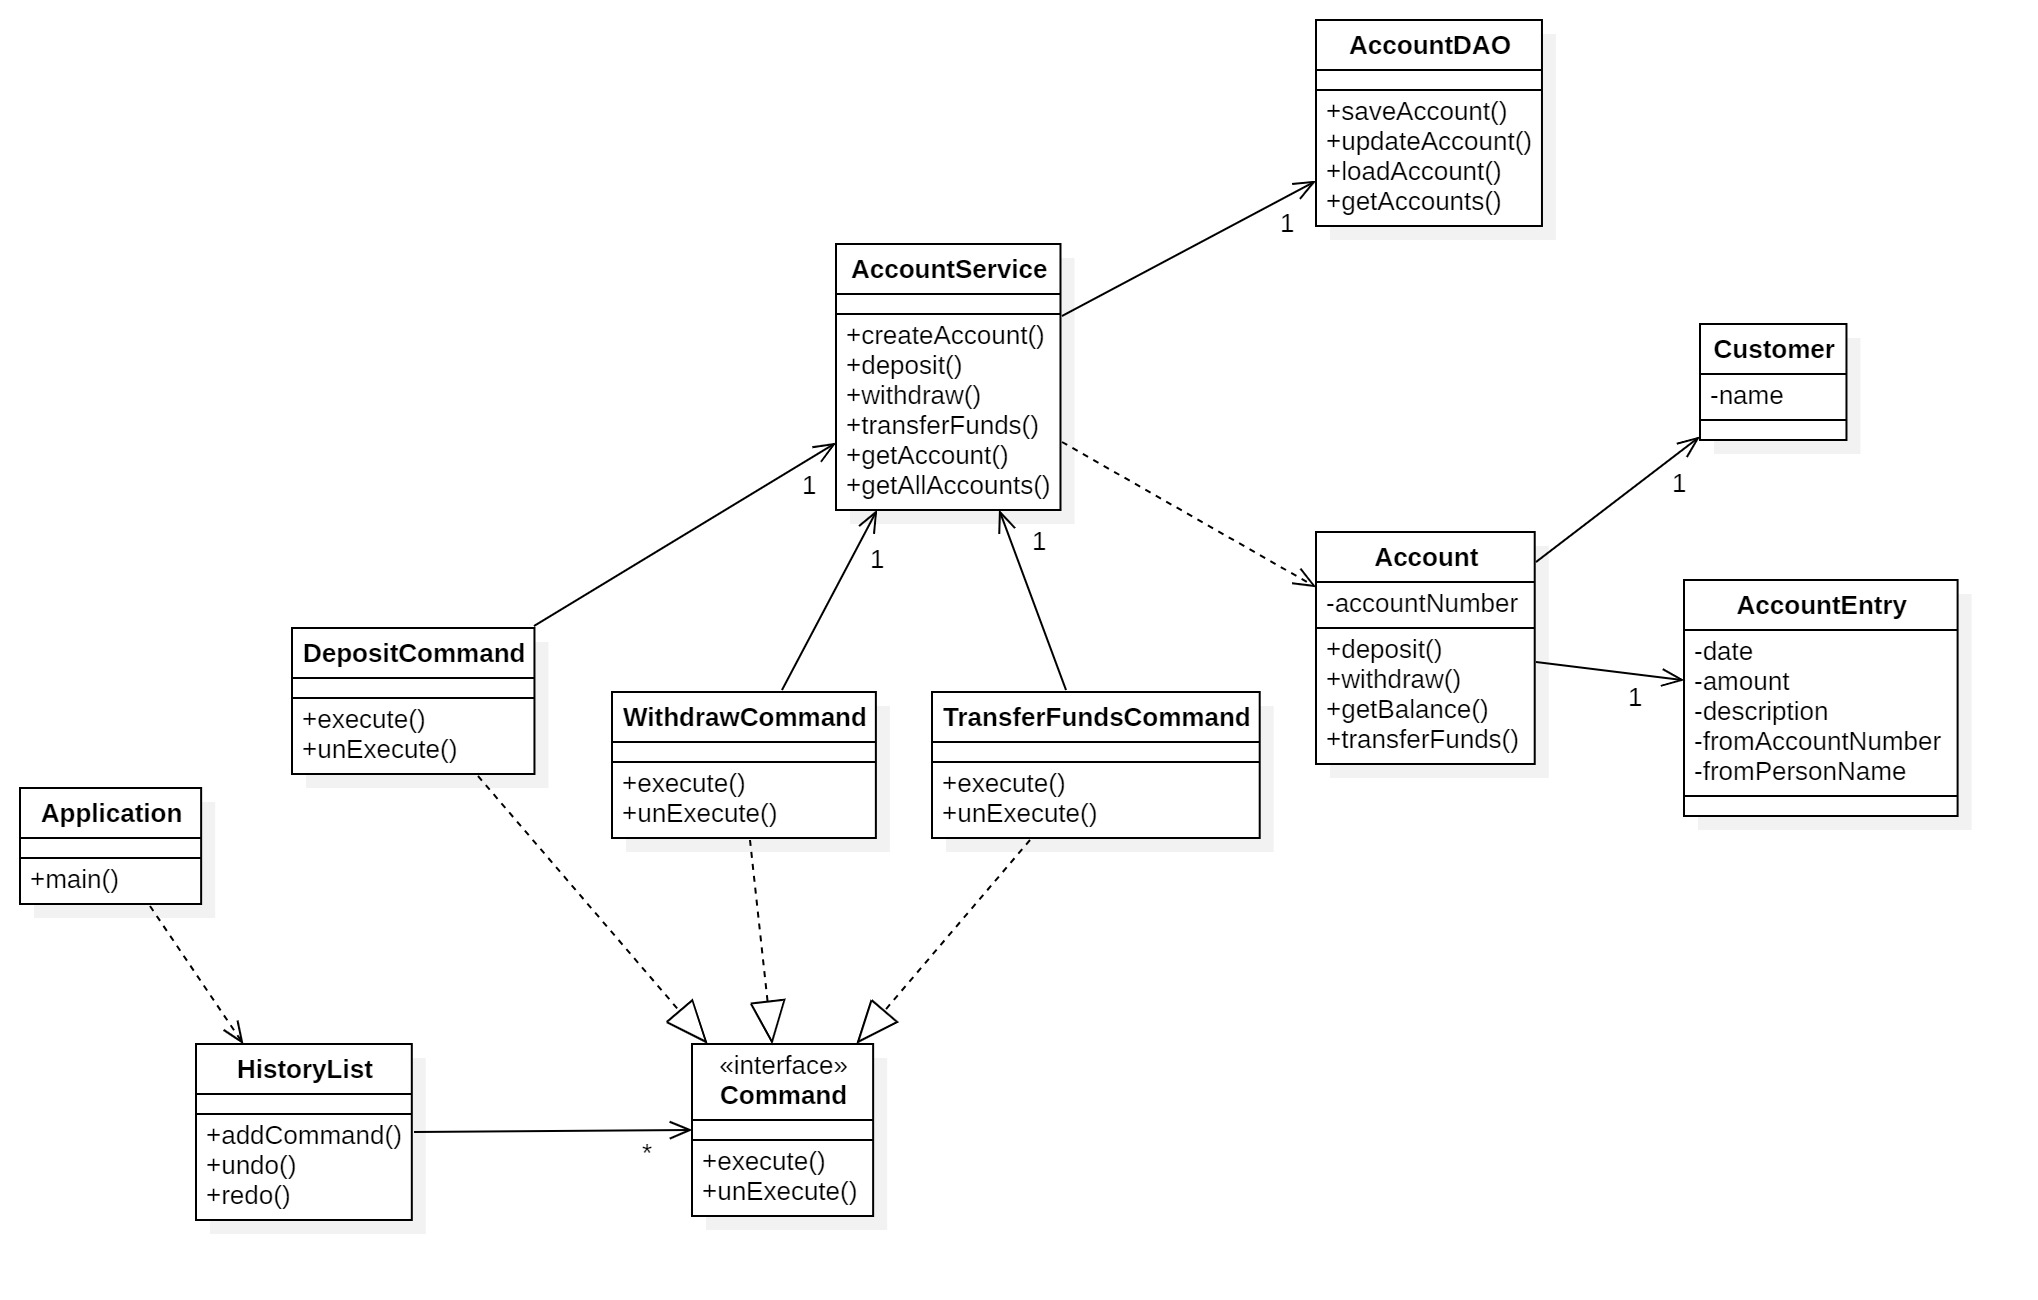 AccountDAO
+saveAccount()
+updateAccount()
+loadAccount()
+getAccounts()
1
AccountService
+createAccount()
+deposit()
+withdraw()
+transferFunds()
+getAccount()
+getAllAccounts()
Customer
-name
1
1
1
1
Account
-accountNumber
+deposit()
+withdraw()
+getBalance()
+transferFunds()
AccountEntry
-date
-amount
-description
-fromAccountNumber
-fromPersonName
1
DepositCommand
+execute()
+unExecute()
WithdrawCommand
+execute()
+unExecute()
TransferFundsCommand
+execute()
+unExecute()
Application
+main()
HistoryList
+addCommand()
+undo()
+redo()
*
«interface»
Command
+execute()
+unExecute()